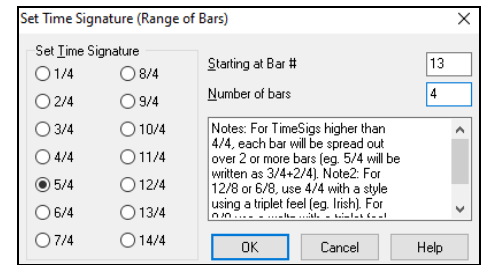 Set Time Signature (Range of Bars)
Set Time Signature
1/4 8/4
2/4 9/4
3/4 10/4
4/4 11/4
5/4 12/4
6/4 13/4
7/4 14/4
Starting at Bar # 13
Number of bars 4
Notes: For TimeSigs higher than
4/4, each bar will be spread out
over 2 or more bars (eg. 5/4 will be
written as 3/4+2/4). Note2: For
12/8 or 6/8, use 4/4 with a style
using a triplet feel (eg. Irish). For
OK Cancel Help